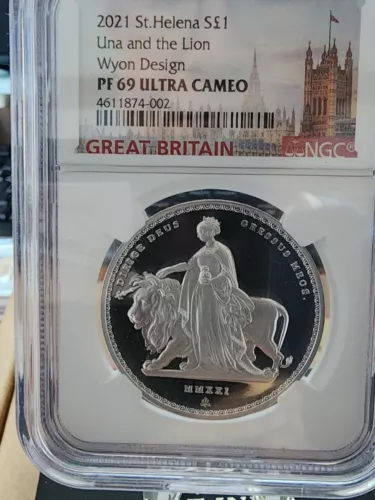 2021 St.Helena S£1
Una and the Lion
Wyon Design
PF 69 ULTRA CAMEO
4611874-002
GREAT BRITAIN
NGC®
DIRIGE DEUS GRESSUS MEOS.
MMXXI